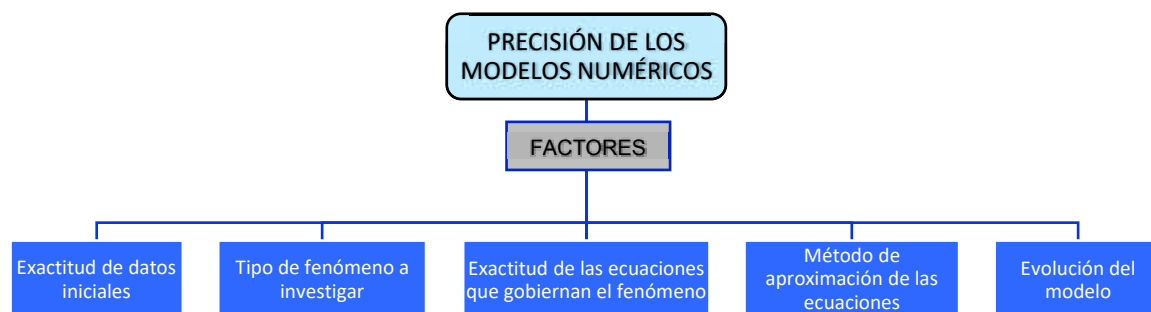 PRECISIÓN DE LOS
MODELOS NUMÉRICOS
FACTORES
Exactitud de datos
iniciales
Tipo de fenómeno a
investigar
Exactitud de las ecuaciones
que gobiernan el fenómeno
Método de
aproximación de las
ecuaciones
Evolución del
modelo